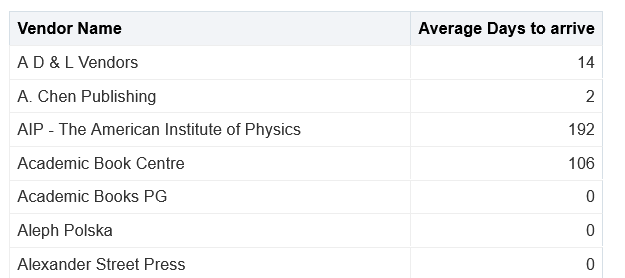 Vendor Name Average Days to arrive
A D & L Vendors 14
A. Chen Publishing 2
AIP - The American Institute of Physics 192
Academic Book Centre 106
Academic Books PG 0
Aleph Polska 0
Alexander Street Press 0